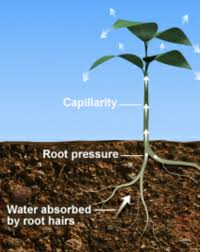 Capillarity
Root pressure
Water absorbed
by root hairs